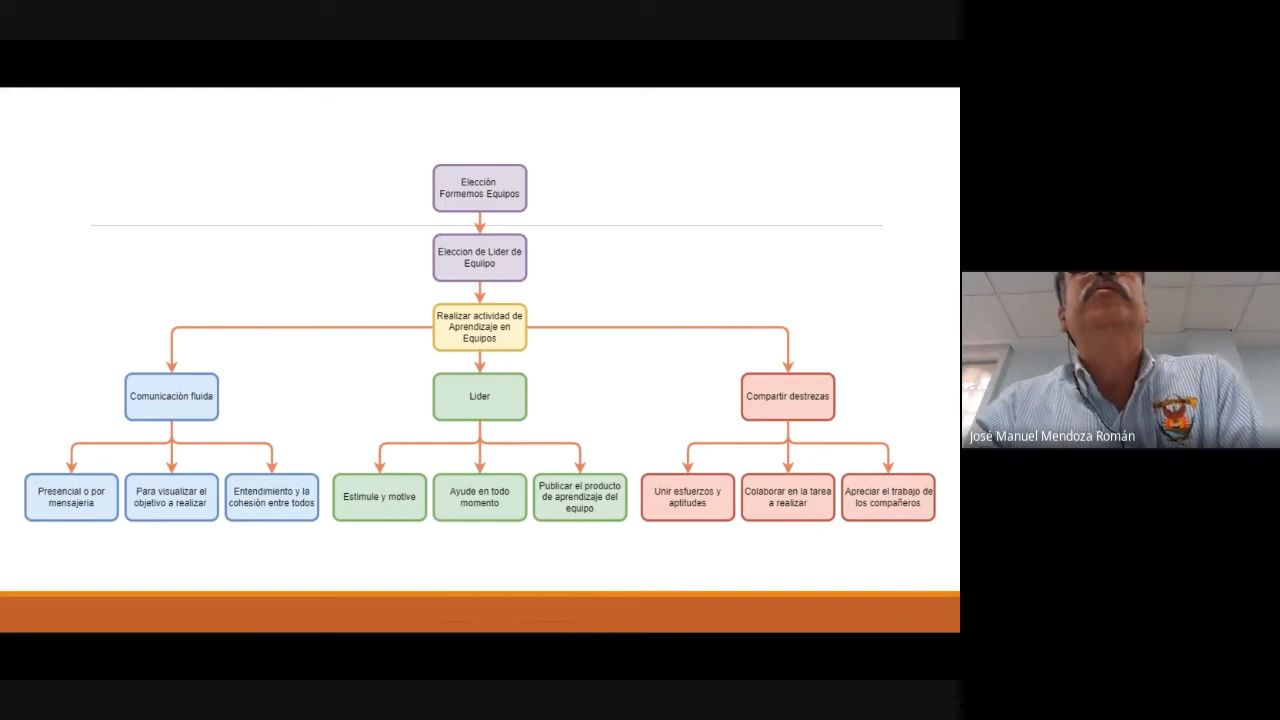 Elección
Formemos Equipos
Eleccion de Lider de
Equiipo
Realizar actividad de
Aprendizaje en
Equipos
Comunicación fluida
Lider
Compartir destrezas
Presencial o por
mensajeria
Para visualizar el
objetivo a realizar
Entendimiento y la
cohesión entre todos
Estimule y motive
Ayude en todo
momento
Publicar el producto
de aprendizaje del
equipo
Unir esfuerzos y
aptitudes
Colaborar en la tarea
a realizar
Apreciar el trabajo de
los compañeros
José Manuel Mendoza Román